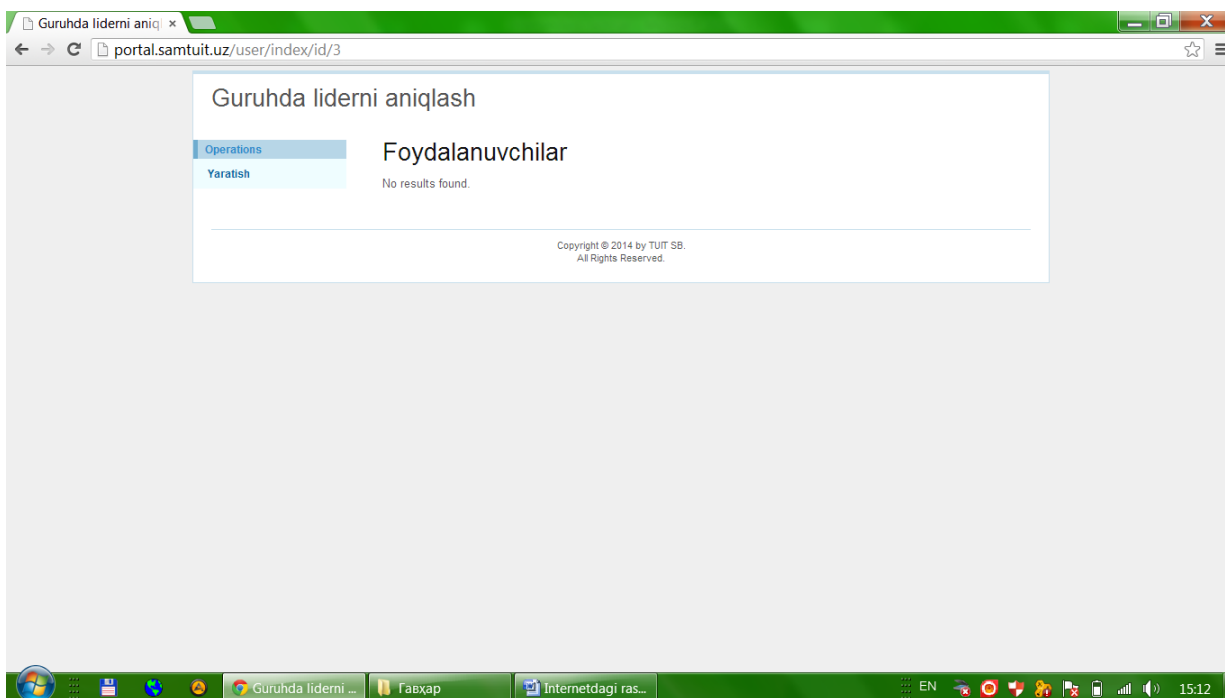 Guruhda liderni aniq
portal.samtuit.uz/user/index/id/3
Guruhda liderni aniqlash
Operations
Yaratish
Foydalanuvchilar
No results found.
Copyright © 2014 by TUIT SB.
All Rights Reserved.
Guruhda liderni ...
Гавҳар
Internetdagi ras...
EN
15:12